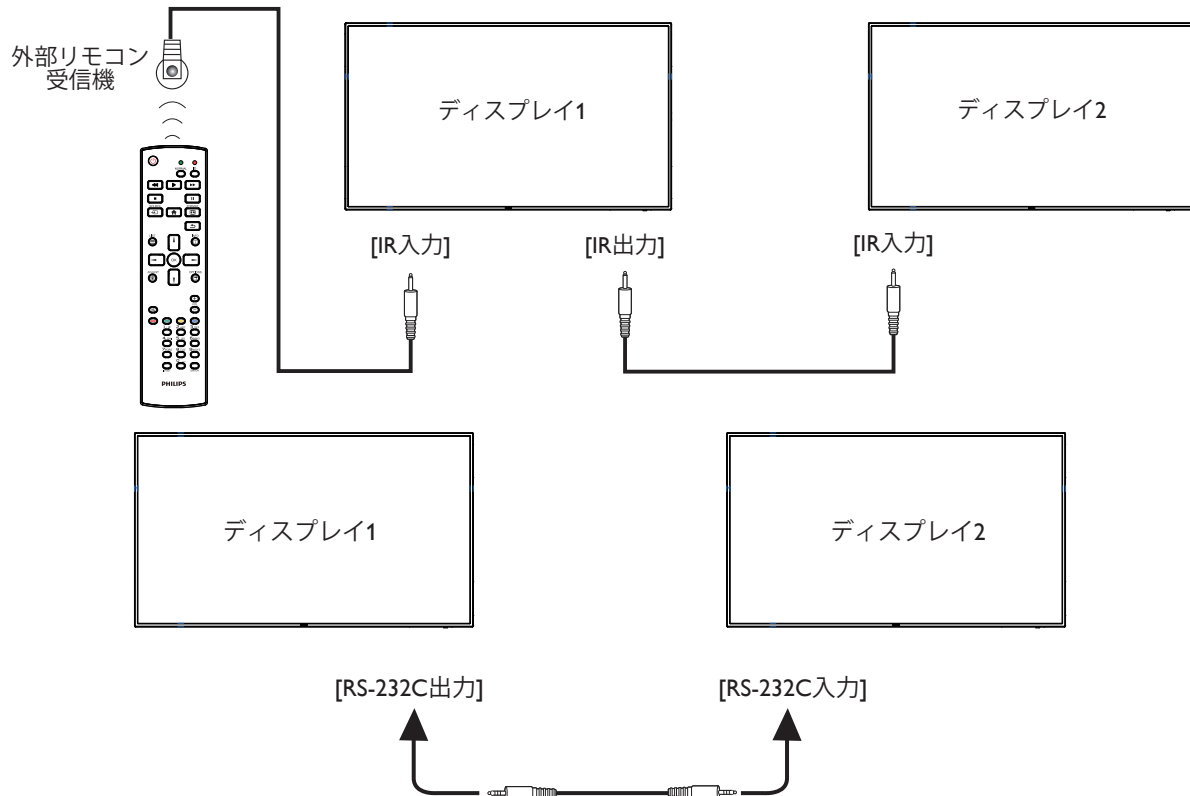 外部リモコン
受信機
ディスプレイ1
ディスプレイ2
[IR入力]
[IR出力]
[IR入力]
PHILIPS
ディスプレイ1
ディスプレイ2
[RS-232C出力]
[RS-232C入力]